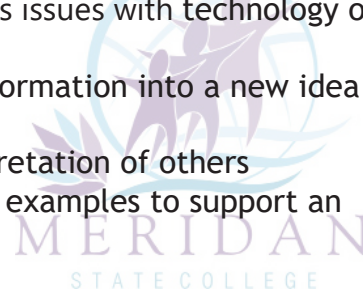 s issues with technology o
ormation into a new idea
retation of others
examples to support an
MERIDAN
STATE COLLEGE